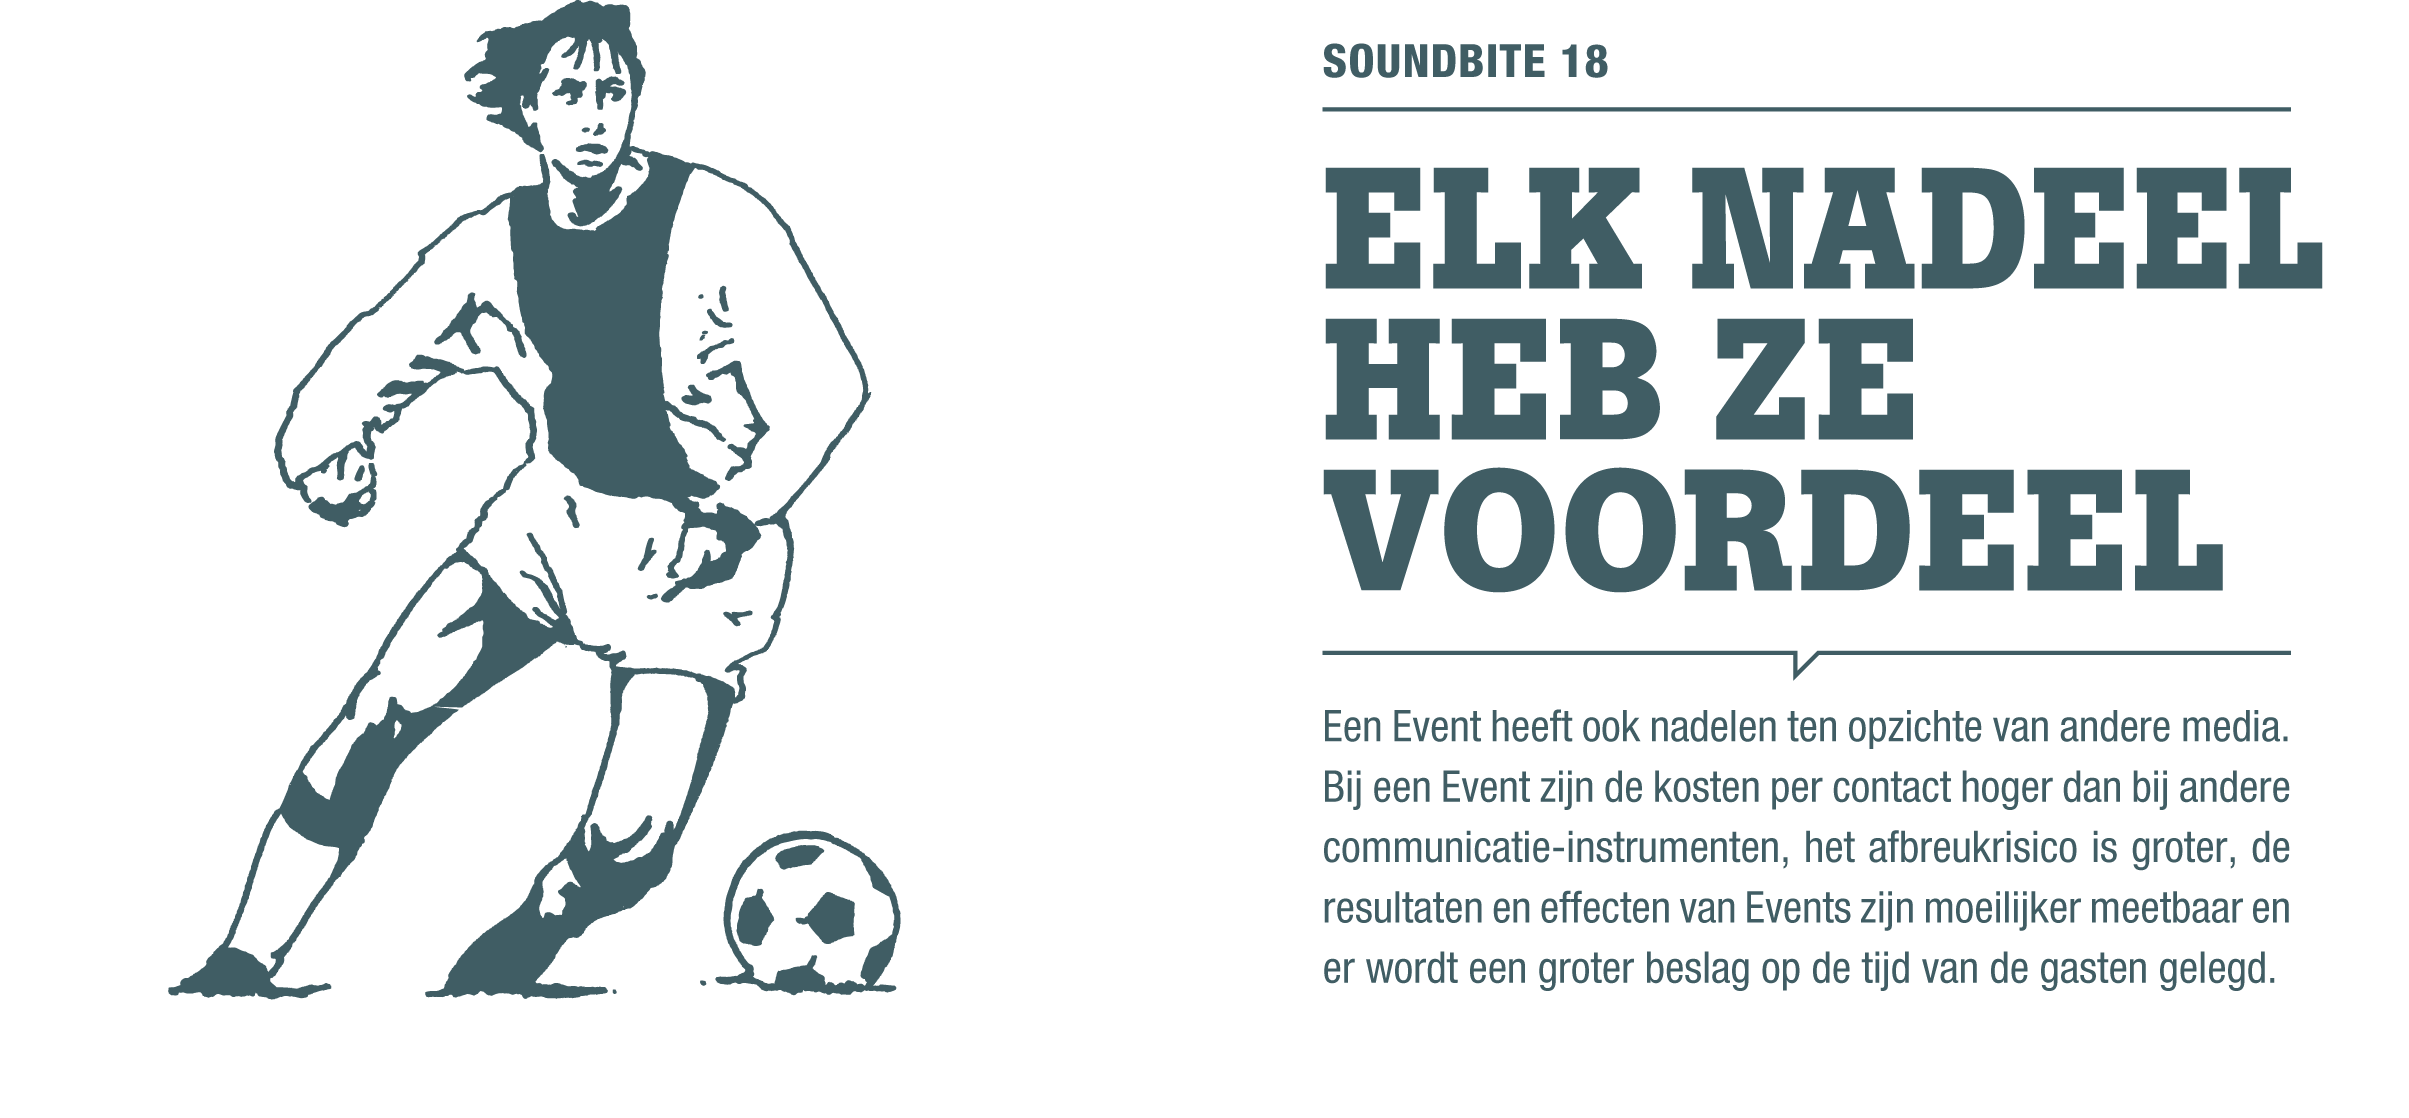 SOUNDBITE 18
ELK NADEEL
HEB ZE
VOORDEEL
Een Event heeft ook nadelen ten opzichte van andere media.
Bij een Event zijn de kosten per contact hoger dan bij andere
communicatie-instrumenten, het afbreukrisico is groter, de
resultaten en effecten van Events zijn moeilijker meetbaar en
er wordt een groter beslag op de tijd van de gasten gelegd.